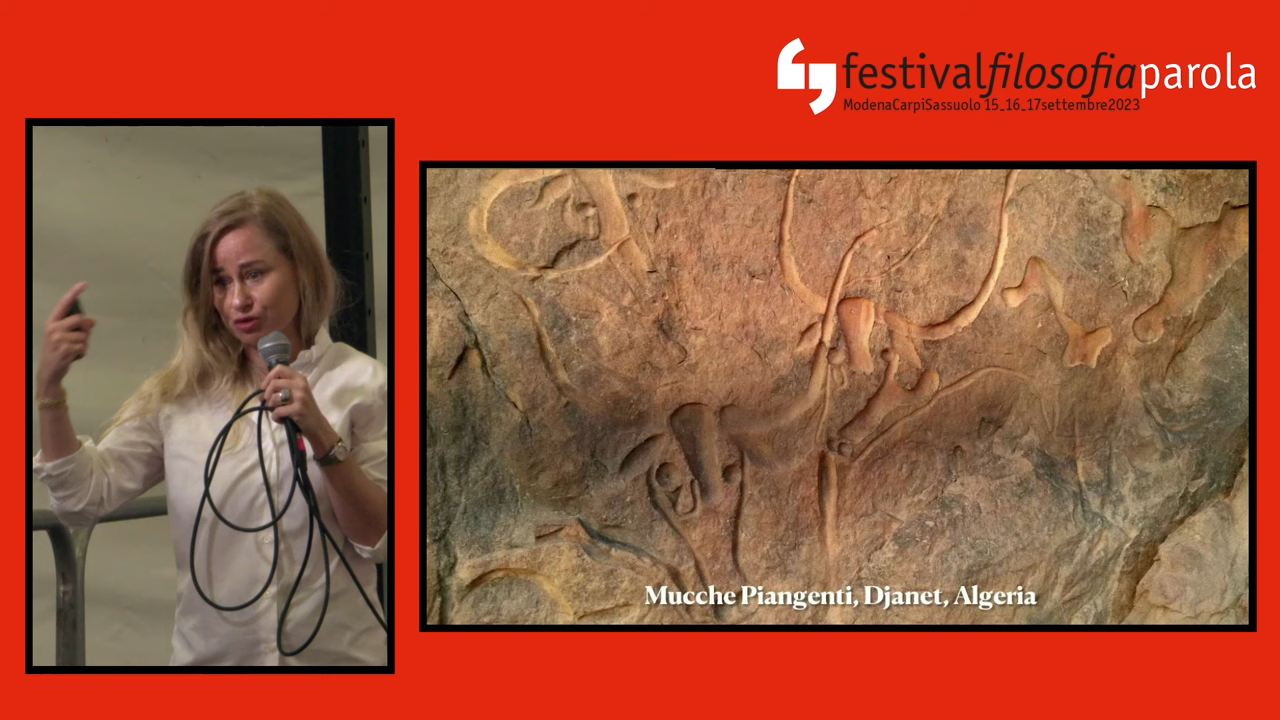 festivalfilosofiaparola
ModenaCarpiSassuolo 15_16_17settembre2023
Mucche Piangenti, Djanet, Algeria